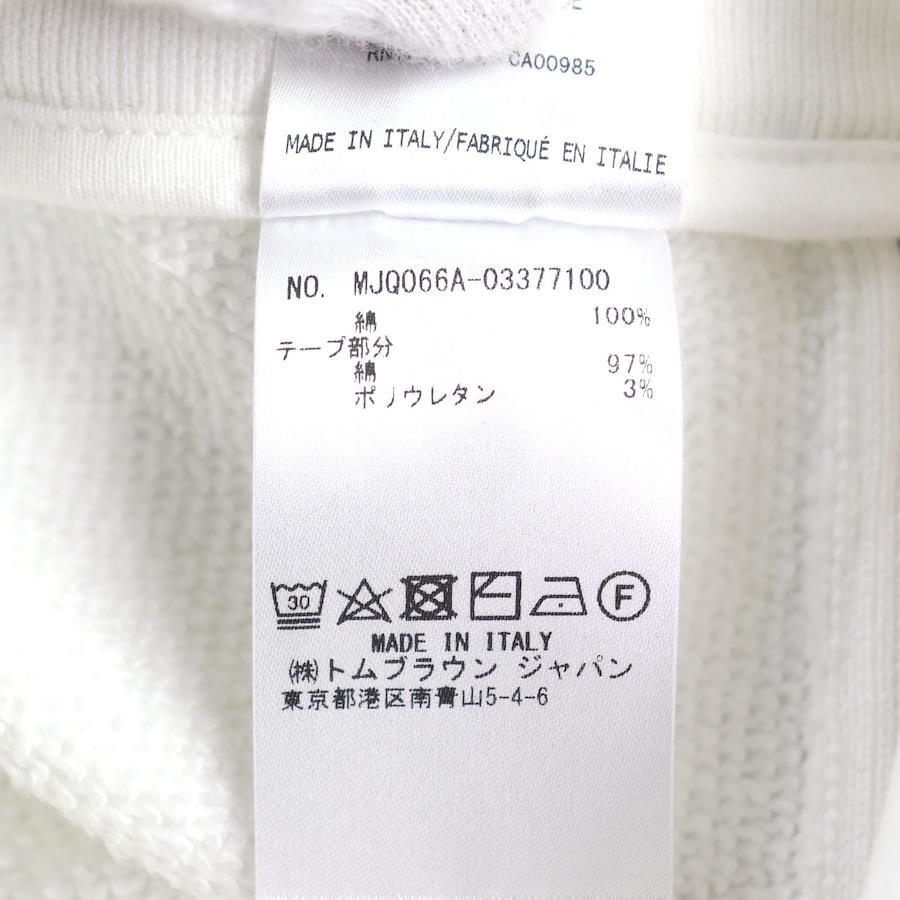 CA00985
MADE IN ITALY/FABRIQUÉ EN ITALIE
NO. MJQ066A-03377100
綿 100%
テープ部分
綿 97%
ポリウレタン 3%
30 F
MADE IN ITALY
㈱トムブラウン ジャパン
東京都港区南青山5-4-6